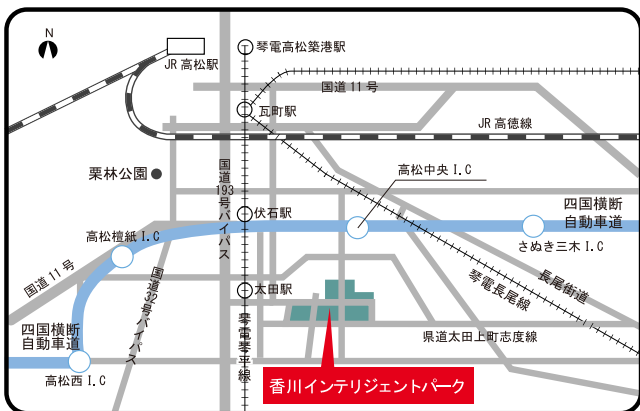 N
JR 高松駅
琴電高松築港駅
国道 11 号
瓦町駅
JR 高徳線
栗林公園
国道193号バイパス
高松中央 I.C
伏石駅
四国横断
自動車道
高松檀紙 I.C
さぬき三木 I.C
国道11号
国道32号バイパス
太田駅
琴電長尾線
長尾街道
四国横断
自動車道
琴電琴平線
県道太田上町志度線
高松西 I.C
香川インテリジェントパーク